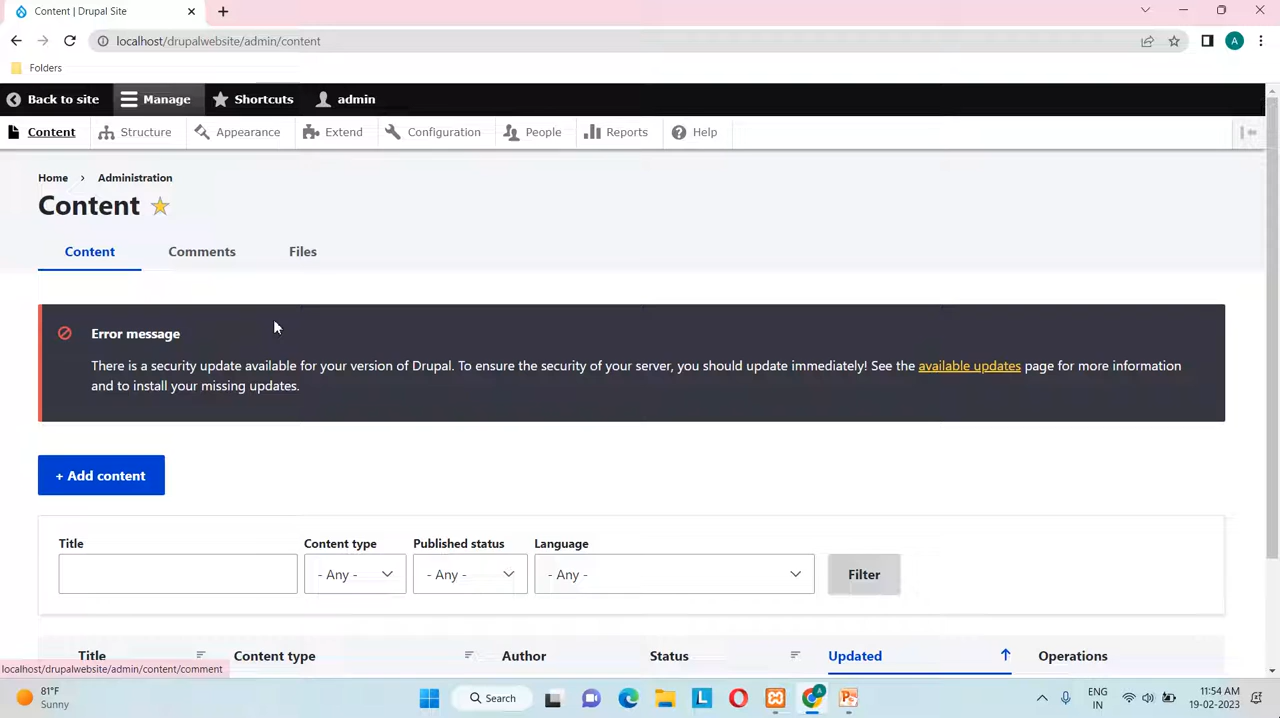 Content | Drupal Site
localhost/drupalwebsite/admin/content
A
Folders
Back to site Manage Shortcuts admin
Content Structure Appearance Extend Configuration People Reports Help
Home › Administration
Content
Content Comments Files
Error message
There is a security update available for your version of Drupal. To ensure the security of your server, you should update immediately! See the available updates page for more information
and to install your missing updates.
+ Add content
Title Content type Published status Language
- Any - - Any - - Any - Filter
Title Content type Author Status Updated Operations
localhost/drupalwebsite/admin/content/comment
81°F
Sunny
Search
ENG
IN
11:54 AM
19-02-2023